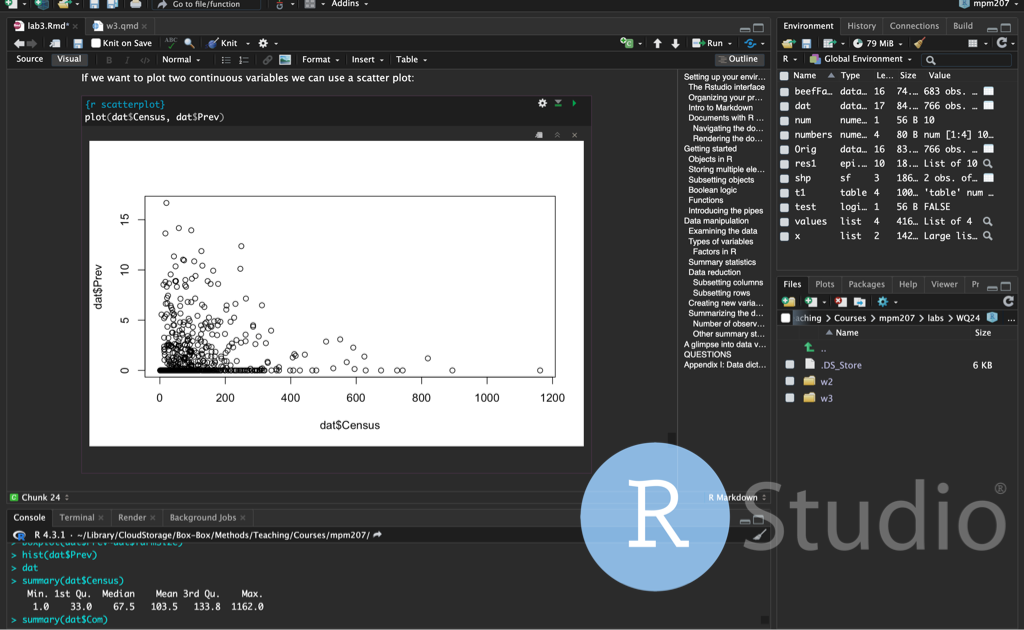 Go to file/function
Addins
mpm207
lab3.Rmd*
w3.qmd
Knit on Save
ABC
Knit
Run
Source
Visual
B
I
</>
Normal
Format
Insert
Table
Outline
If we want to plot two continuous variables we can use a scatter plot:
{r scatterplot}
plot(dat$Census, dat$Prev)
15
10
5
0
dat$Prev
0
200
400
600
800
1000
1200
dat$Census
Setting up your envir...
The Rstudio interface
Organizing your pr...
Intro to Markdown
Documents with R ...
Navigating the do...
Rendering the do...
Getting started
Objects in R
Storing multiple ele...
Subsetting objects
Boolean logic
Functions
Introducing the pipes
Data manipulation
Examining the data
Types of variables
Factors in R
Summary statistics
Data reduction
Subsetting columns
Subsetting rows
Creating new varia...
Summarizing the d...
Number of observ...
Other summary st...
A glimpse into data v...
QUESTIONS
Appendix I: Data dict...
Chunk 24
R Markdown
Console
Terminal
Render
Background Jobs
R 4.3.1 · ~/Library/CloudStorage/Box-Box/Methods/Teaching/Courses/mpm207/
> hist(dat$Prev)
> dat
> summary(dat$Census)
Min. 1st Qu. Median Mean 3rd Qu. Max.
1.0 33.0 67.5 103.5 133.8 1162.0
> summary(dat$Com)
Environment
History
Connections
Build
79 MiB
R
Global Environment
Name Type Le... Size Value
beefFa... data... 16 74... 683 obs. ...
dat data... 17 84... 766 obs. ...
num nume... 1 56 B 10
numbers nume... 4 80 B num [1:4] 10...
Orig data... 16 83... 766 obs. ...
res1 epi... 10 18... List of 10
shp sf 3 186... 2 obs. of...
t1 table 4 100... 'table' num ...
test logi... 1 56 B FALSE
values list 4 416... List of 4
x list 2 142... Large lis...
Files
Plots
Packages
Help
Viewer
Pr
aching > Courses > mpm207 > labs > WQ24
...
Name Size
..
.DS_Store 6 KB
w2
w3
R Studio®